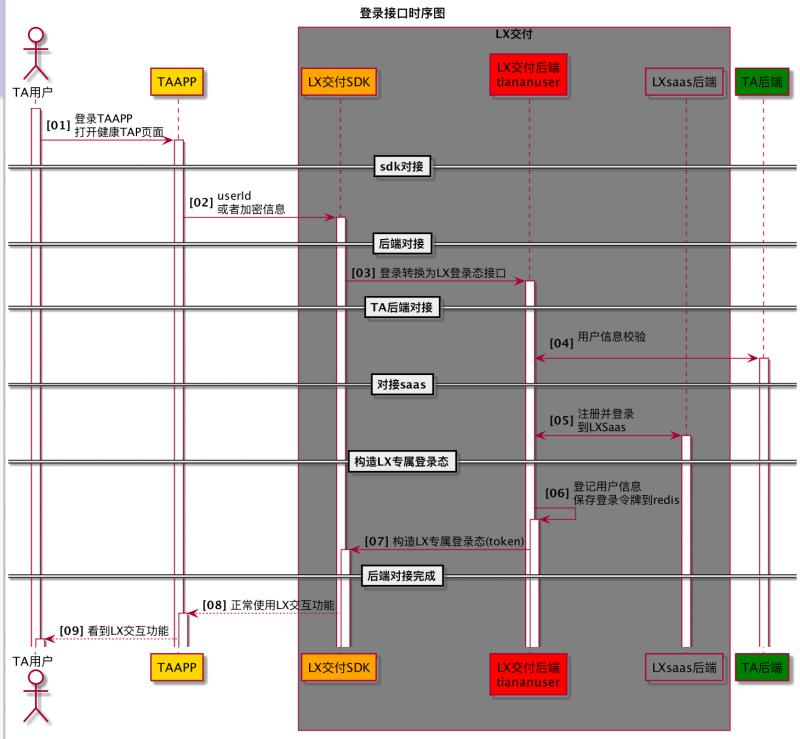 登录接口时序图
LX交付
TA用户
TAAPP
LX交付SDK
LX交付后端
tiananuser
LXsaas后端
TA后端
[01] 登录TAAPP
打开健康TAP页面
sdk对接
[02] userId
或者加密信息
后端对接
[03] 登录转换为LX登录态接口
TA后端对接
[04] 用户信息校验
对接saas
[05] 注册并登录
到LXSaas
构造LX专属登录态
[06] 登记用户信息
保存登录令牌到redis
[07] 构造LX专属登录态(token)
后端对接完成
[08] 正常使用LX交互功能
[09] 看到LX交互功能
TA用户
TAAPP
LX交付SDK
LX交付后端
tiananuser
LXsaas后端
TA后端